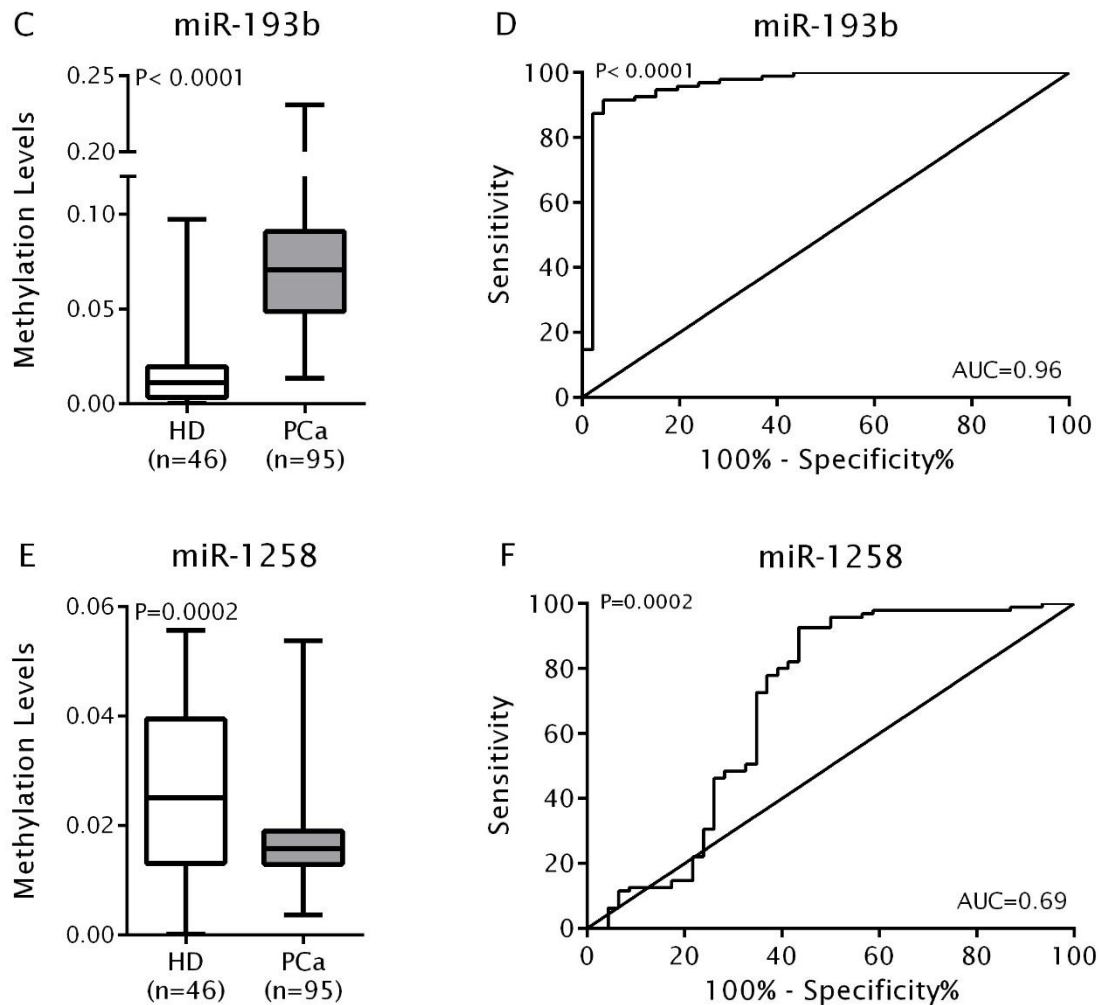 C
miR-193b
P< 0.0001
Methylation Levels
0.25
0.20
0.10
0.05
0.00
HD
(n=46)
PCa
(n=95)
D
miR-193b
P< 0.0001
Sensitivity
100
80
60
40
20
0
AUC=0.96
0 20 40 60 80 100
100% - Specificity%
E
miR-1258
P=0.0002
Methylation Levels
0.06
0.04
0.02
0.00
HD
(n=46)
PCa
(n=95)
F
miR-1258
P=0.0002
Sensitivity
100
80
60
40
20
0
AUC=0.69
0 20 40 60 80 100
100% - Specificity%